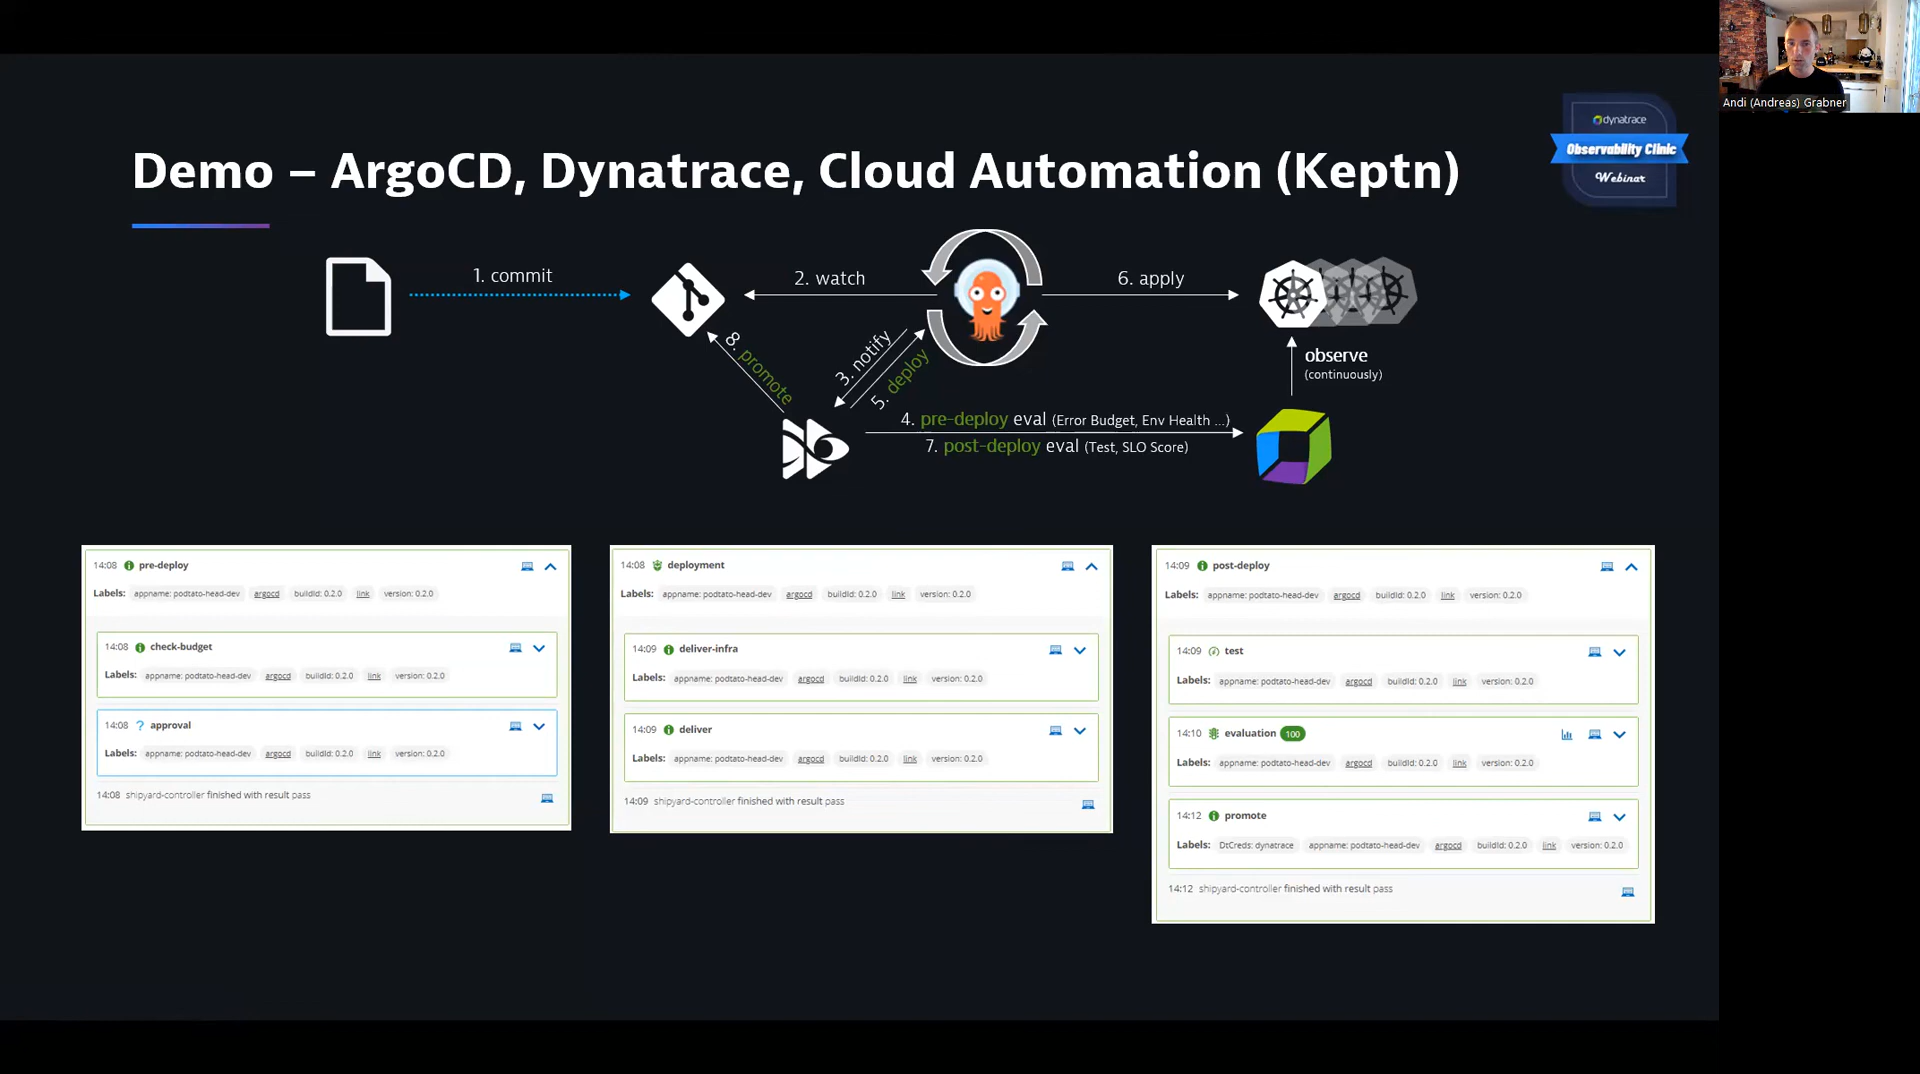 Andi (Andreas) Grabner
dynatrace
Observability Clinic
Webinar
Demo – ArgoCD, Dynatrace, Cloud Automation (Keptn)
1. commit
2. watch
6. apply
8. promote
3. notify
5. deploy
observe
(continuously)
4. pre-deploy eval (Error Budget, Env Health ...)
7. post-deploy eval (Test, SLO Score)
14:08 pre-deploy
Labels: appname: podtato-head-dev argocd buildId: 0.2.0 link version: 0.2.0
14:08 check-budget
Labels: appname: podtato-head-dev argocd buildId: 0.2.0 link version: 0.2.0
14:08 ? approval
Labels: appname: podtato-head-dev argocd buildId: 0.2.0 link version: 0.2.0
14:08 shipyard-controller finished with result pass
14:08 deployment
Labels: appname: podtato-head-dev argocd buildId: 0.2.0 link version: 0.2.0
14:09 deliver-infra
Labels: appname: podtato-head-dev argocd buildId: 0.2.0 link version: 0.2.0
14:09 deliver
Labels: appname: podtato-head-dev argocd buildId: 0.2.0 link version: 0.2.0
14:09 shipyard-controller finished with result pass
14:09 post-deploy
Labels: appname: podtato-head-dev argocd buildId: 0.2.0 link version: 0.2.0
14:09 test
Labels: appname: podtato-head-dev argocd buildId: 0.2.0 link version: 0.2.0
14:10 evaluation 100
Labels: appname: podtato-head-dev argocd buildId: 0.2.0 link version: 0.2.0
14:12 promote
Labels: DtCreds: dynatrace appname: podtato-head-dev argocd buildId: 0.2.0 link version: 0.2.0
14:12 shipyard-controller finished with result pass